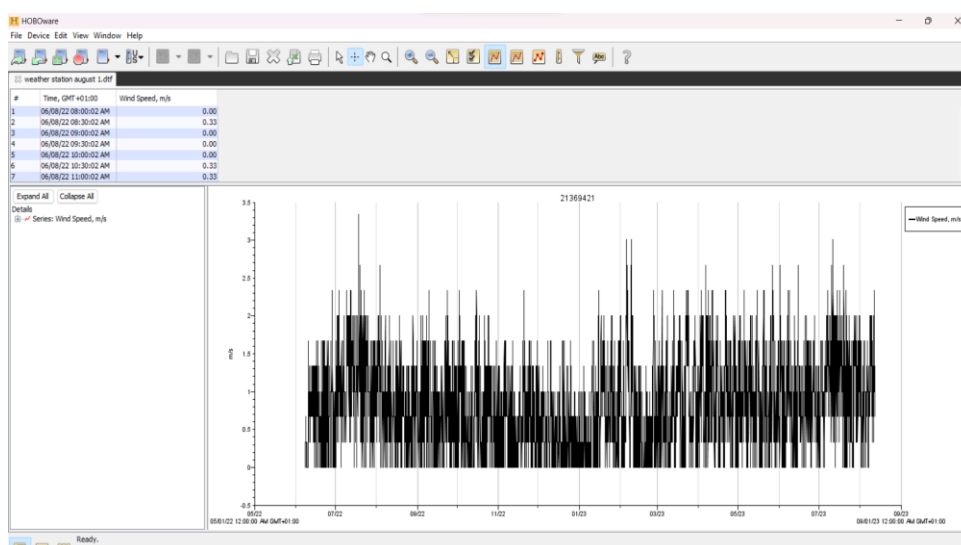 HOBOware
File Device Edit View Window Help
weather station august 1.dtf
# Time, GMT+01:00 Wind Speed, m/s
1 06/08/22 08:00:02 AM 0.00
2 06/08/22 08:30:02 AM 0.33
3 06/08/22 09:00:02 AM 0.00
4 06/08/22 09:30:02 AM 0.00
5 06/08/22 10:00:02 AM 0.00
6 06/08/22 10:30:02 AM 0.33
7 06/08/22 11:00:02 AM 0.33
Expand All Collapse All
Details
Series: Wind Speed, m/s
21369421
Wind Speed, m/s
3.5
3
2.5
2
1.5
1
0.5
0
-0.5
m/s
05/22 07/22 09/22 11/22 01/23 03/23 05/23 07/23 09/23
05/01/22 12:00:00 AM GMT+01:00 09/01/23 12:00:00 AM GMT+01:00
Ready.